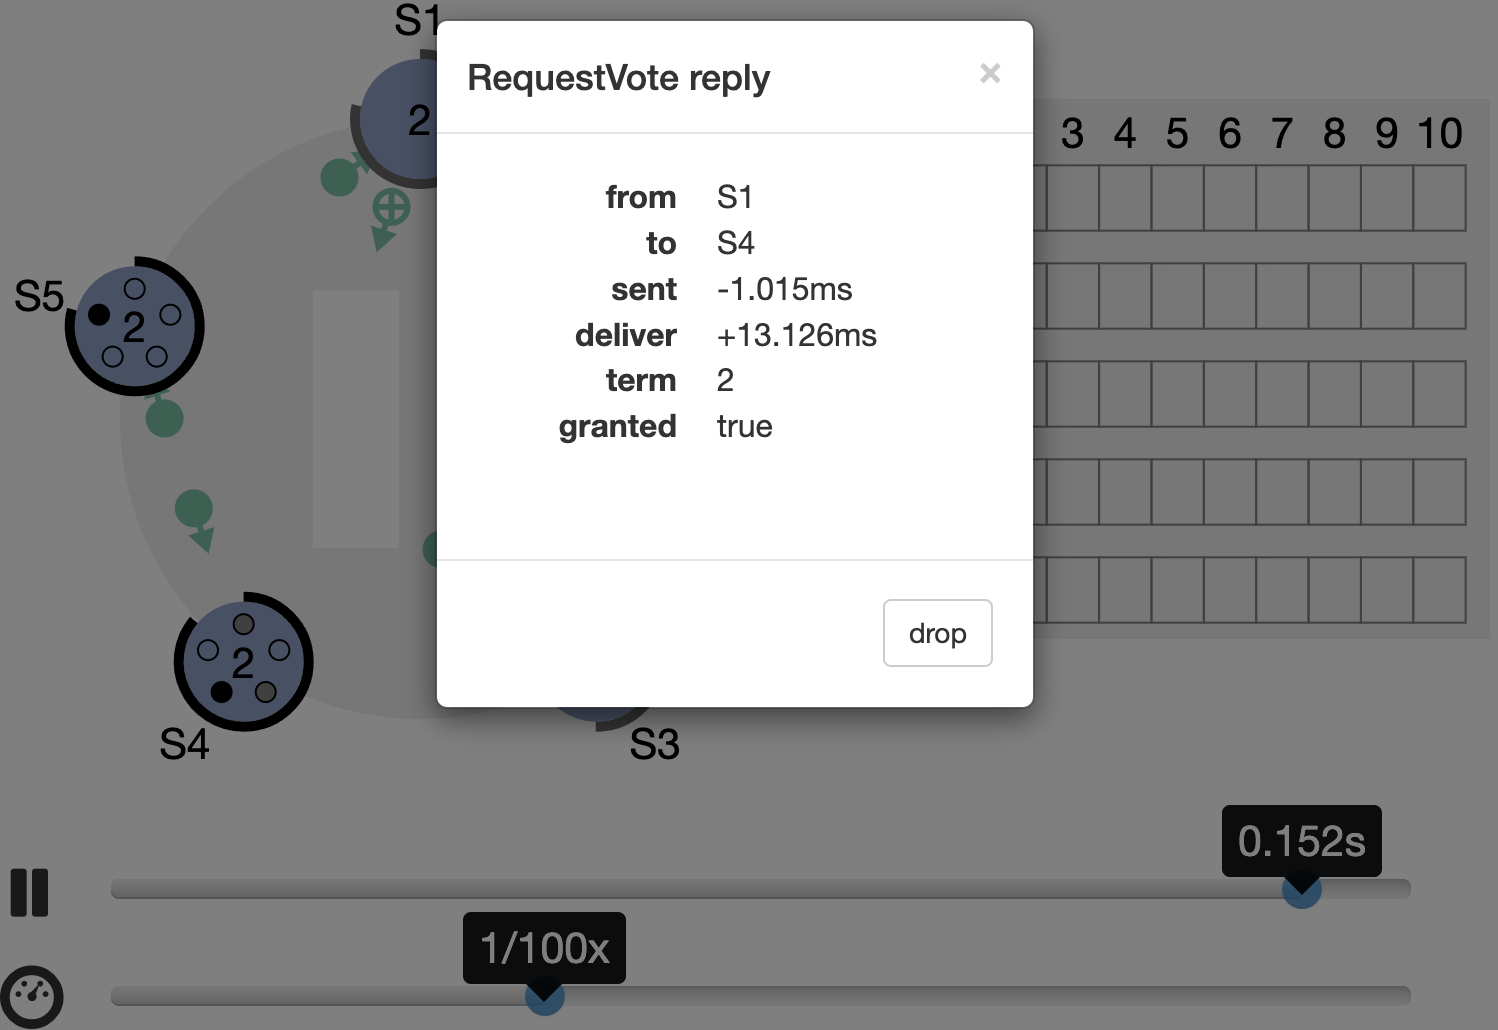 S1
RequestVote reply ×
2
3 4 5 6 7 8 9 10
from S1
to S4
sent -1.015ms
deliver +13.126ms
term 2
granted true
S5
2
drop
2
S4
S3
0.152s
1/100x